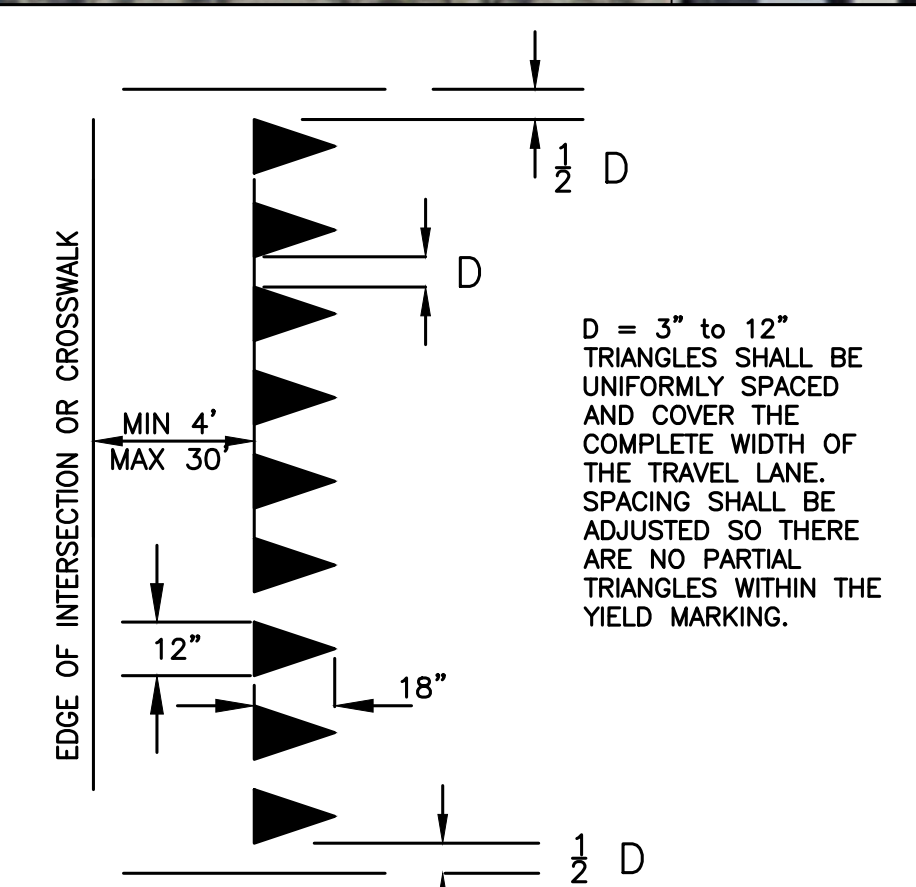 1/2 D
D
D = 3" to 12"
TRIANGLES SHALL BE
UNIFORMLY SPACED
AND COVER THE
COMPLETE WIDTH OF
THE TRAVEL LANE.
SPACING SHALL BE
ADJUSTED SO THERE
ARE NO PARTIAL
TRIANGLES WITHIN THE
YIELD MARKING.
EDGE OF INTERSECTION OR CROSSWALK
MIN 4'
MAX 30'
12"
18"
1/2 D